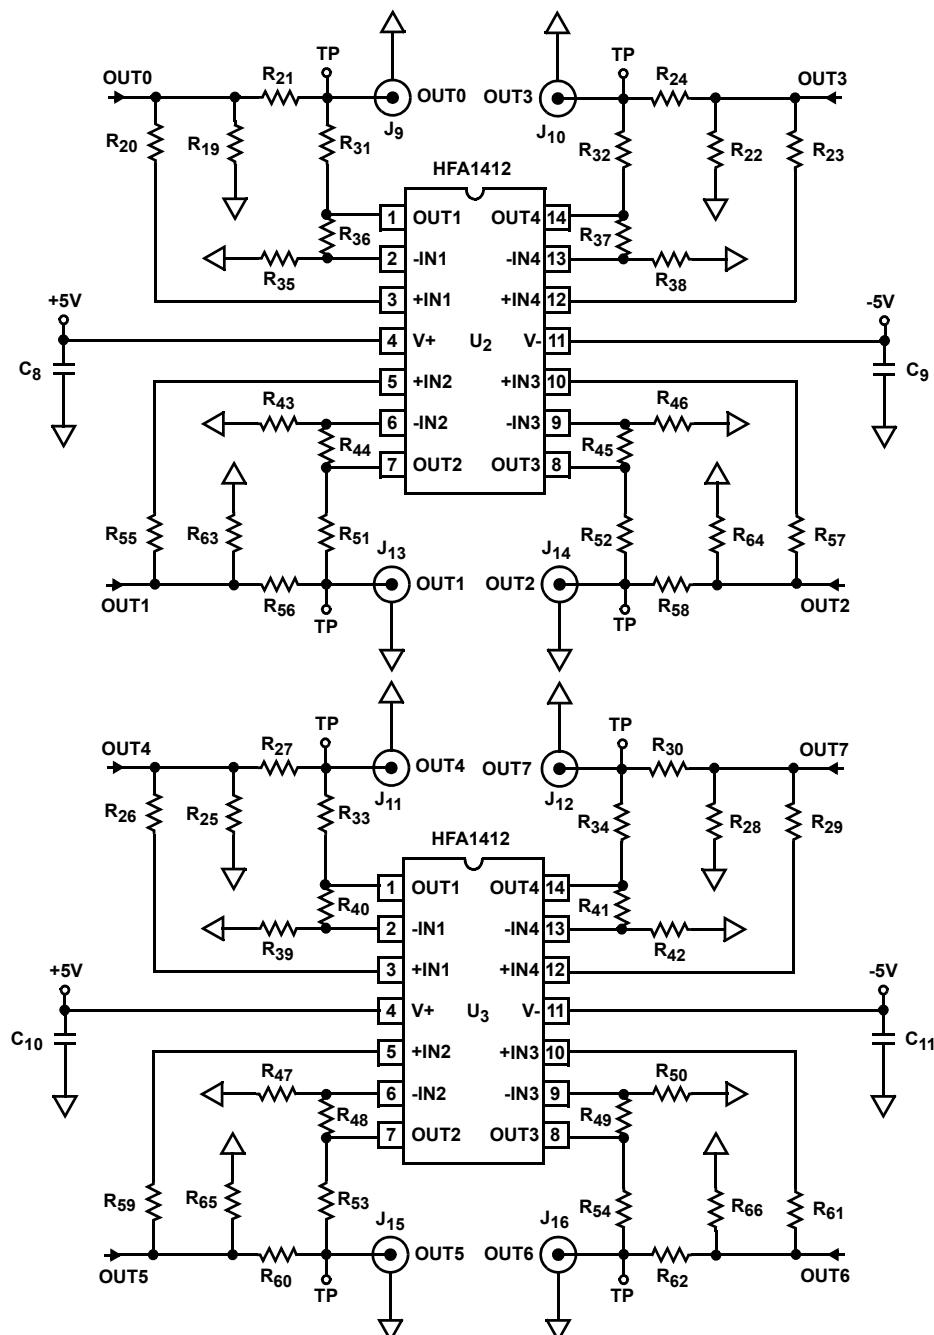 TP TP
OUT0 R21 OUT0 OUT3 R24 OUT3
J9 J10
R20 R19 R31 R32 R22 R23
HFA1412
1 OUT1 OUT4 14
R36 R37
2 -IN1 -IN4 13
R35 R38
3 +IN1 +IN4 12
+5V -5V
4 V+ U2 V- 11
C8 C9
5 +IN2 +IN3 10
R43 R46
6 -IN2 -IN3 9
R44 R45
7 OUT2 OUT3 8
R55 R63 R51 R52 R64 R57
J13 J14
OUT1 OUT2
OUT1 R56 R58 OUT2
TP TP
TP TP
OUT4 R27 OUT4 OUT7 R30 OUT7
J11 J12
R26 R25 R33 R34 R28 R29
HFA1412
1 OUT1 OUT4 14
R40 R41
2 -IN1 -IN4 13
R39 R42
3 +IN1 +IN4 12
+5V -5V
4 V+ U3 V- 11
C10 C11
5 +IN2 +IN3 10
R47 R50
6 -IN2 -IN3 9
R48 R49
7 OUT2 OUT3 8
R59 R65 R53 R54 R66 R61
J15 J16
OUT5 OUT6
OUT5 R60 R62 OUT6
TP TP